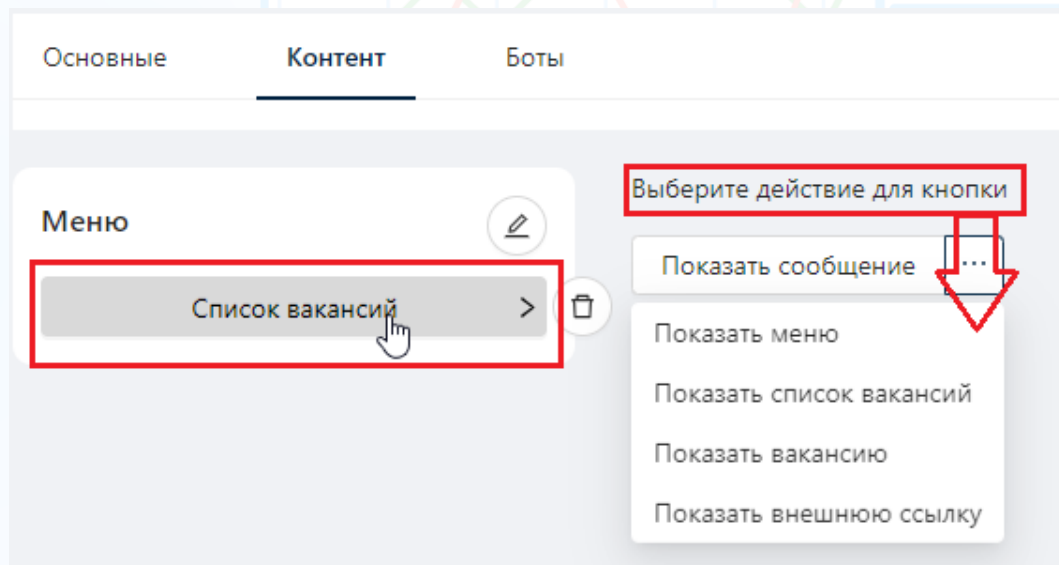 Основные Контент Боты
Выберите действие для кнопки
Меню
Показать сообщение ...
Список вакансий
Показать меню
Показать список вакансий
Показать вакансию
Показать внешнюю ссылку